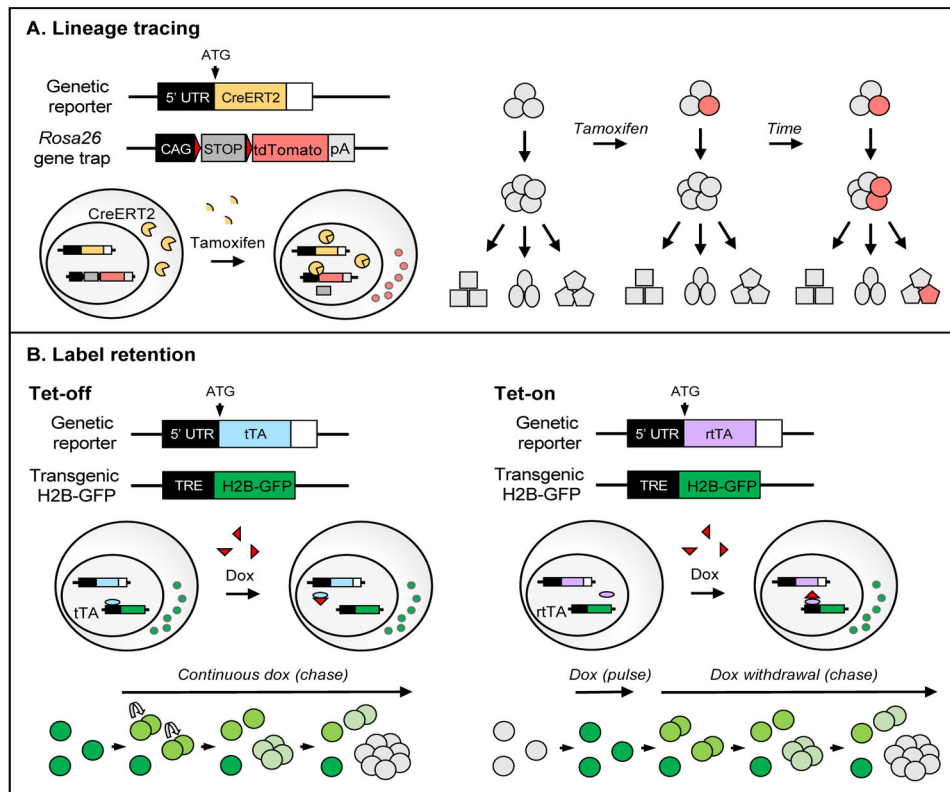 A. Lineage tracing
ATG
Genetic
reporter
5' UTR
CreERT2
Rosa26
gene trap
CAG
STOP
tdTomato
pA
CreERT2
Tamoxifen
Tamoxifen
Time
B. Label retention
Tet-off
ATG
Genetic
reporter
5' UTR
tTA
Transgenic
H2B-GFP
TRE
H2B-GFP
tTA
Dox
Continuous dox (chase)
Tet-on
ATG
Genetic
reporter
5' UTR
rtTA
Transgenic
H2B-GFP
TRE
H2B-GFP
rtTA
Dox
Dox (pulse)
Dox withdrawal (chase)